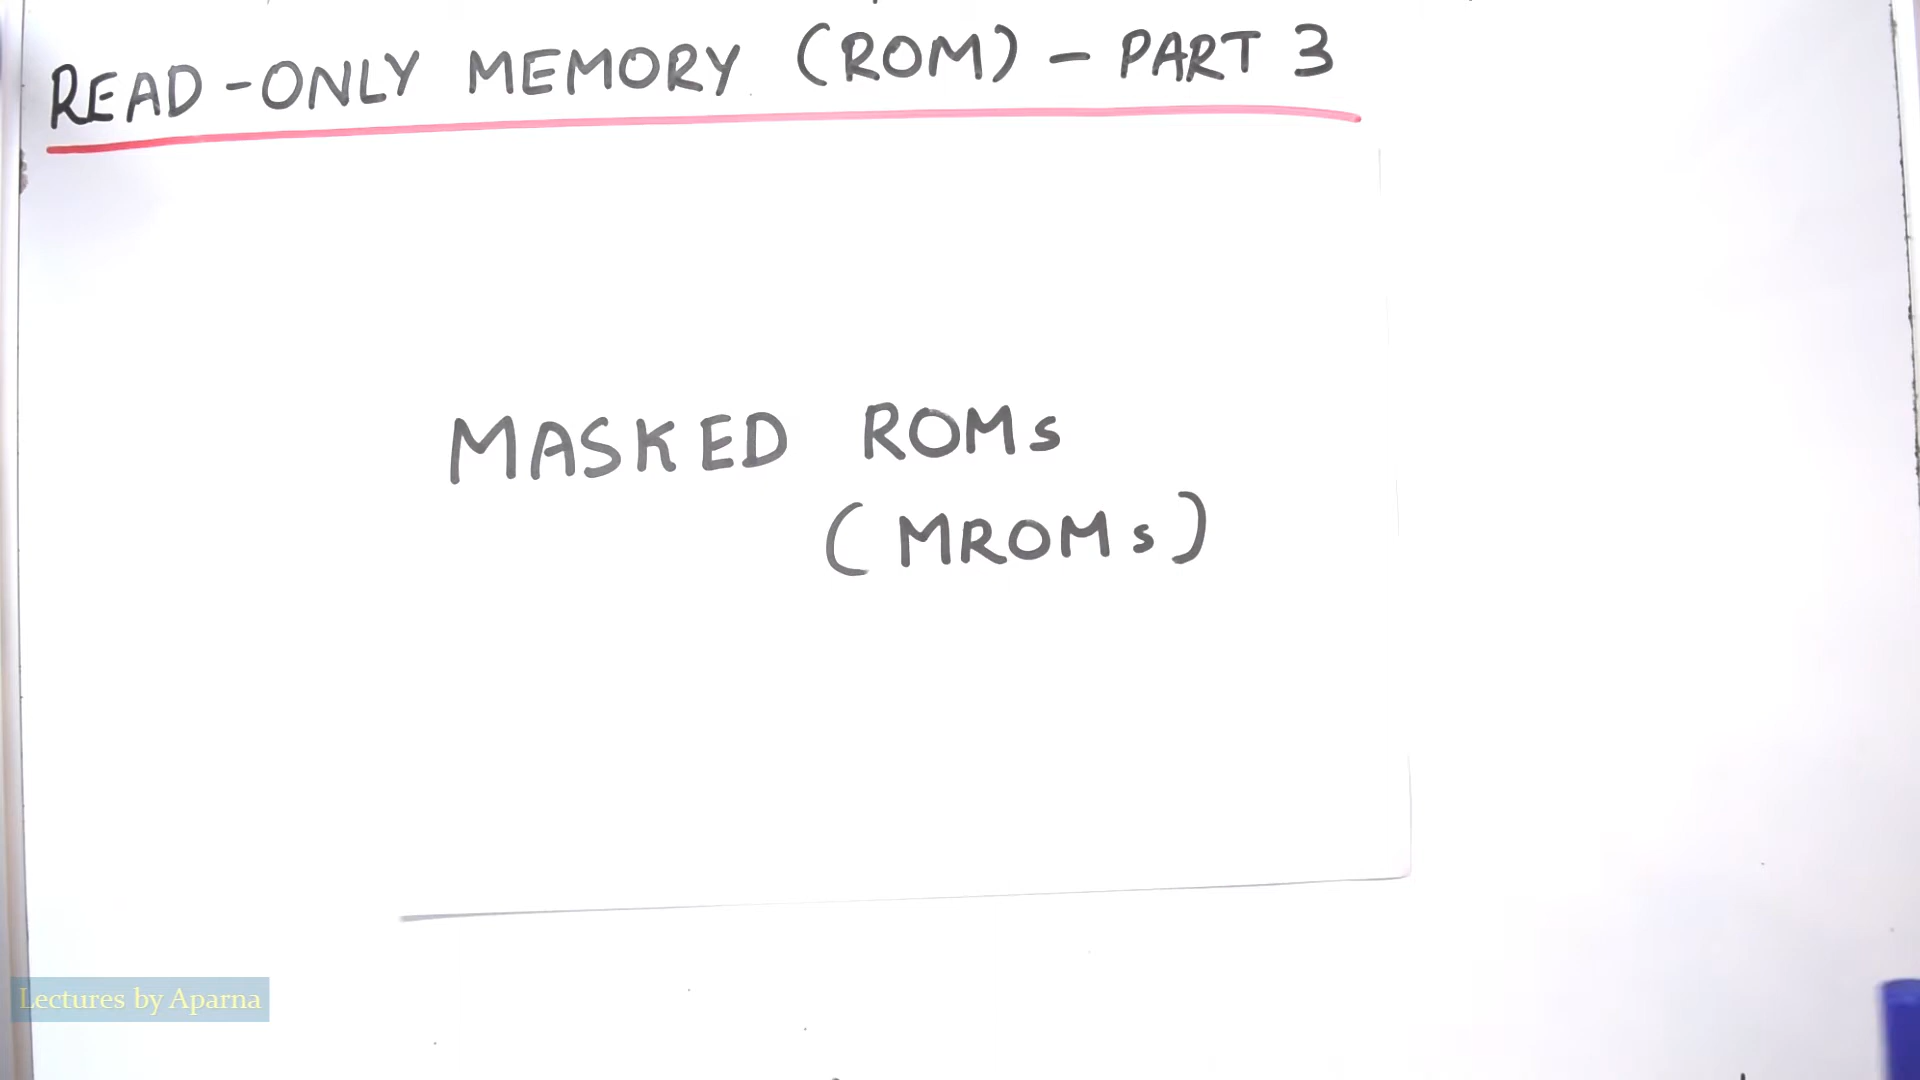 READ-ONLY MEMORY (ROM) - PART 3
MASKED ROMs
(MROMs)
Lectures by Aparna